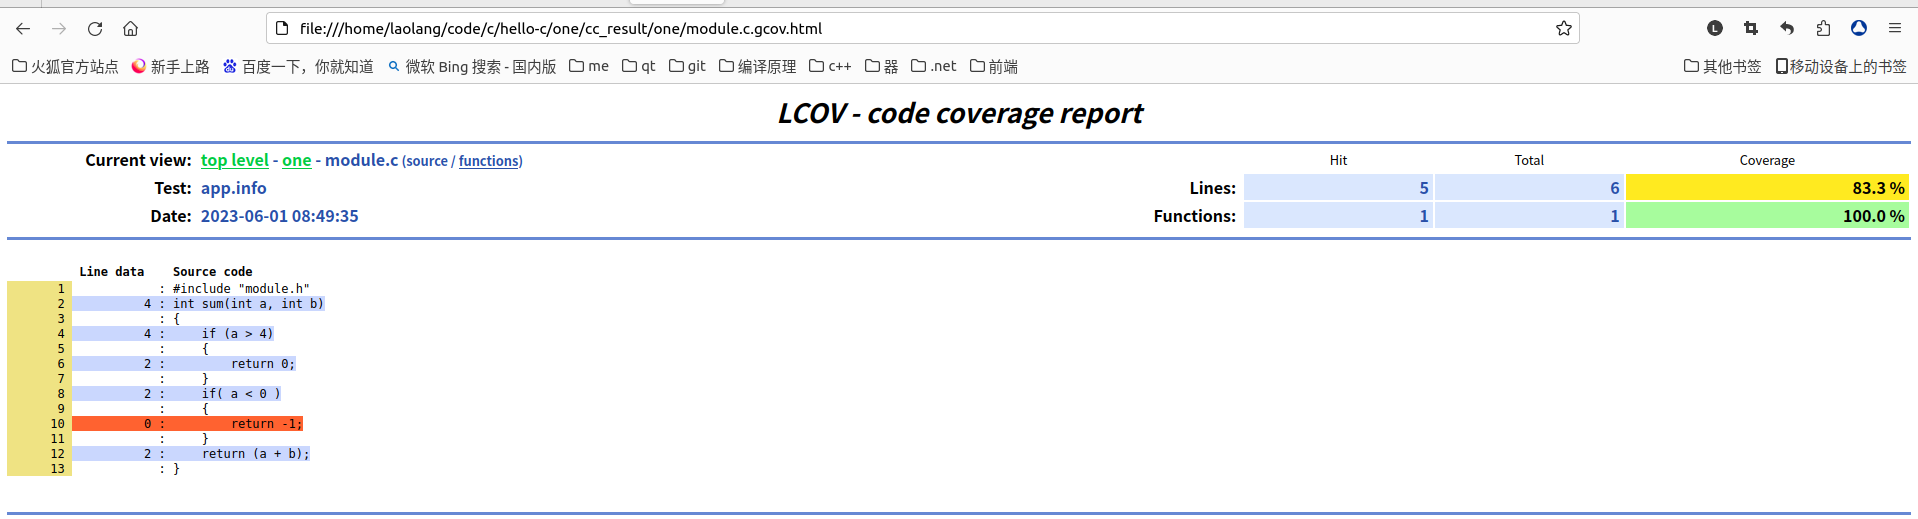 file:///home/laolang/code/c/hello-c/one/cc_result/one/module.c.gcov.html
L
火狐官方站点 新手上路 百度一下，你就知道 微软 Bing 搜索 - 国内版 me qt git 编译原理 c++ 器 .net 前端 其他书签 移动设备上的书签
LCOV - code coverage report
Current view: top level - one - module.c (source / functions) Hit Total Coverage
Test: app.info Lines: 5 6 83.3 %
Date: 2023-06-01 08:49:35 Functions: 1 1 100.0 %
Line data Source code
1 : #include "module.h"
2 4 : int sum(int a, int b)
3 : {
4 4 : if (a > 4)
5 : {
6 2 : return 0;
7 : }
8 2 : if( a < 0 )
9 : {
10 0 : return -1;
11 : }
12 2 : return (a + b);
13 : }